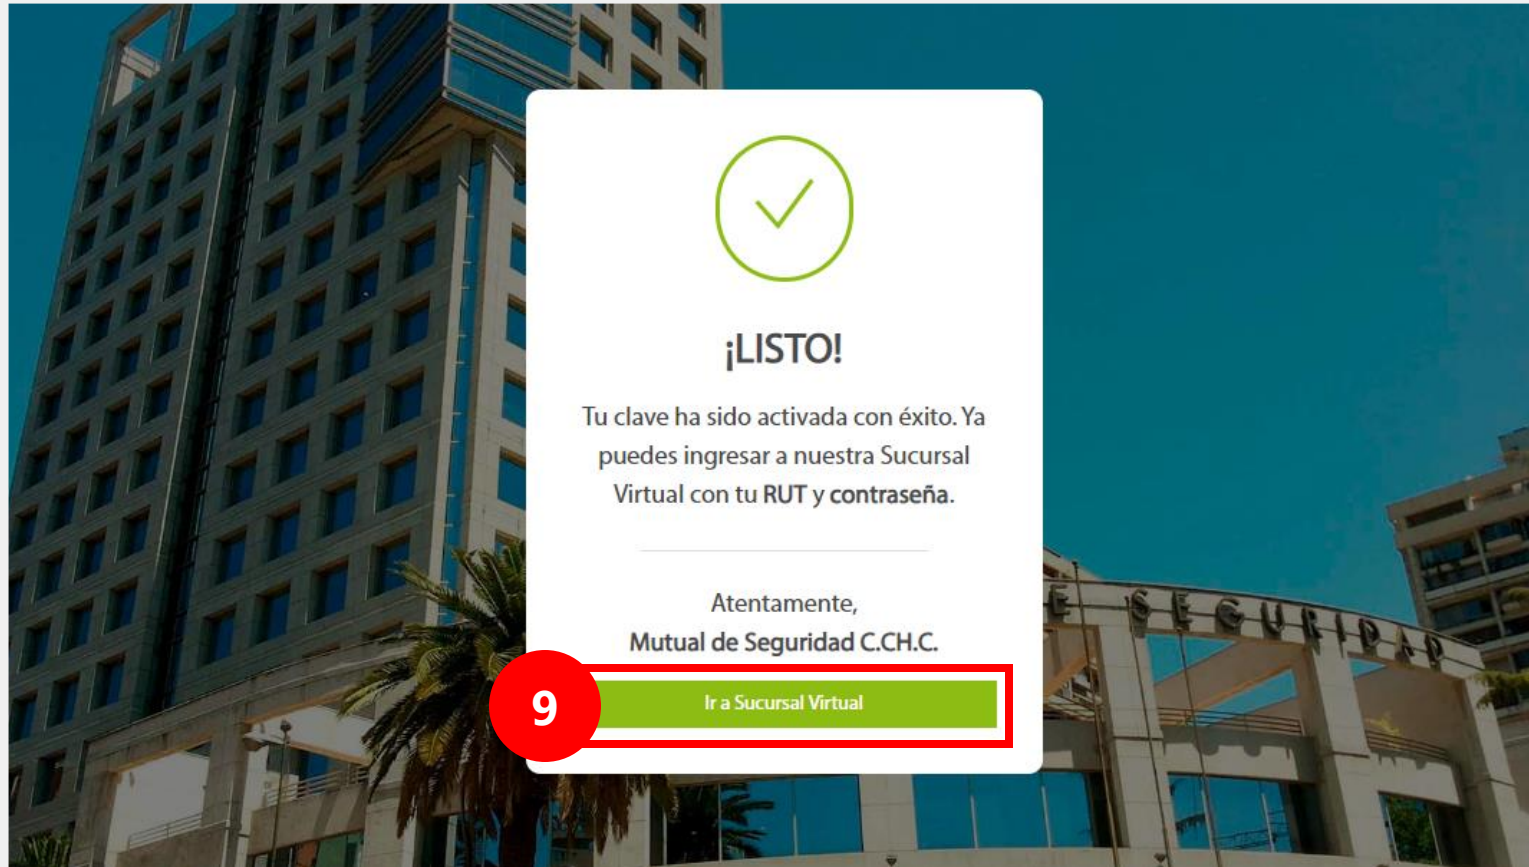 ¡LISTO!
Tu clave ha sido activada con éxito. Ya
puedes ingresar a nuestra Sucursal
Virtual con tu RUT y contraseña.
Atentamente,
Mutual de Seguridad C.CH.C.
9
Ir a Sucursal Virtual
E SEGURIDAD